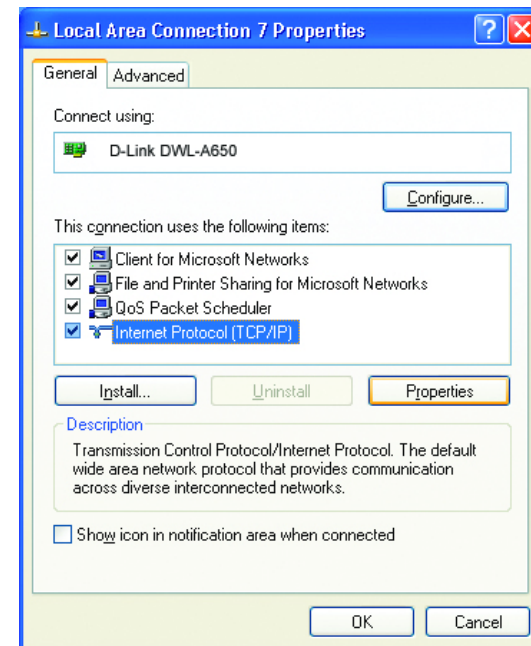 Local Area Connection 7 Properties
General Advanced
Connect using:
D-Link DWL-A650
Configure...
This connection uses the following items:
Client for Microsoft Networks
File and Printer Sharing for Microsoft Networks
QoS Packet Scheduler
Internet Protocol (TCP/IP)
Install... Uninstall Properties
Description
Transmission Control Protocol/Internet Protocol. The default
wide area network protocol that provides communication
across diverse interconnected networks.
Show icon in notification area when connected
OK Cancel